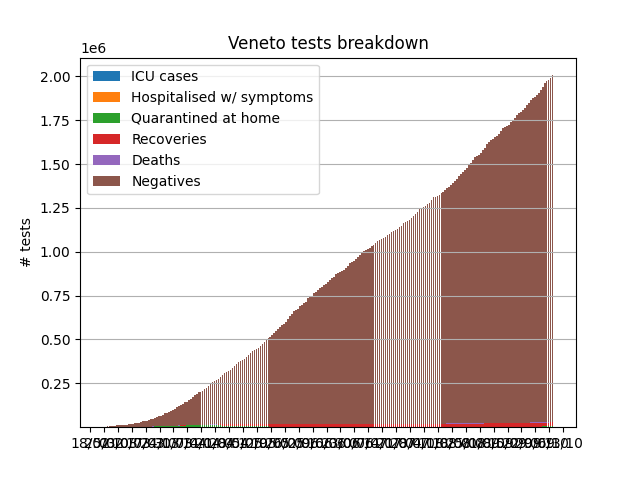 Veneto tests breakdown
1e6
2.00
1.75
1.50
1.25
1.00
0.75
0.50
0.25
# tests
ICU cases
Hospitalised w/ symptoms
Quarantined at home
Recoveries
Deaths
Negatives